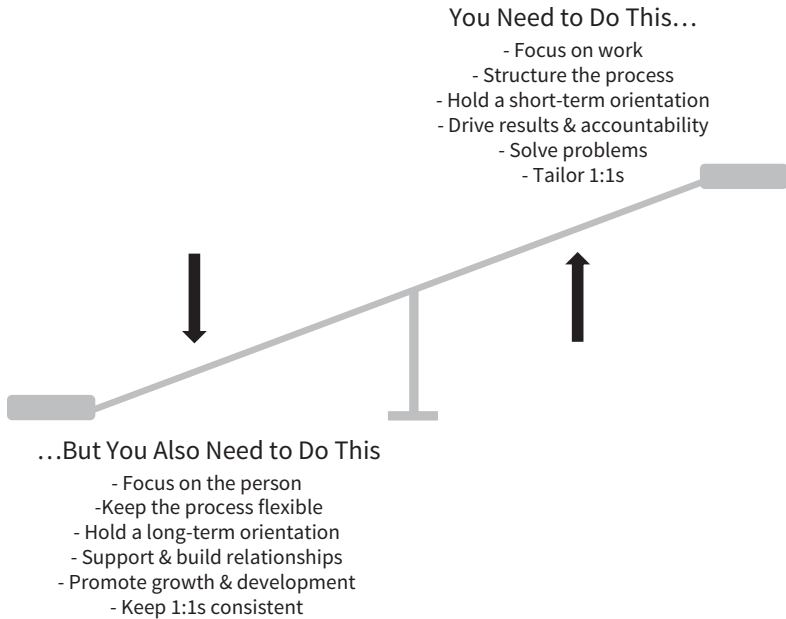 You Need to Do This…
- Focus on work
- Structure the process
- Hold a short-term orientation
- Drive results & accountability
- Solve problems
- Tailor 1:1s
…But You Also Need to Do This
- Focus on the person
-Keep the process flexible
- Hold a long-term orientation
- Support & build relationships
- Promote growth & development
- Keep 1:1s consistent